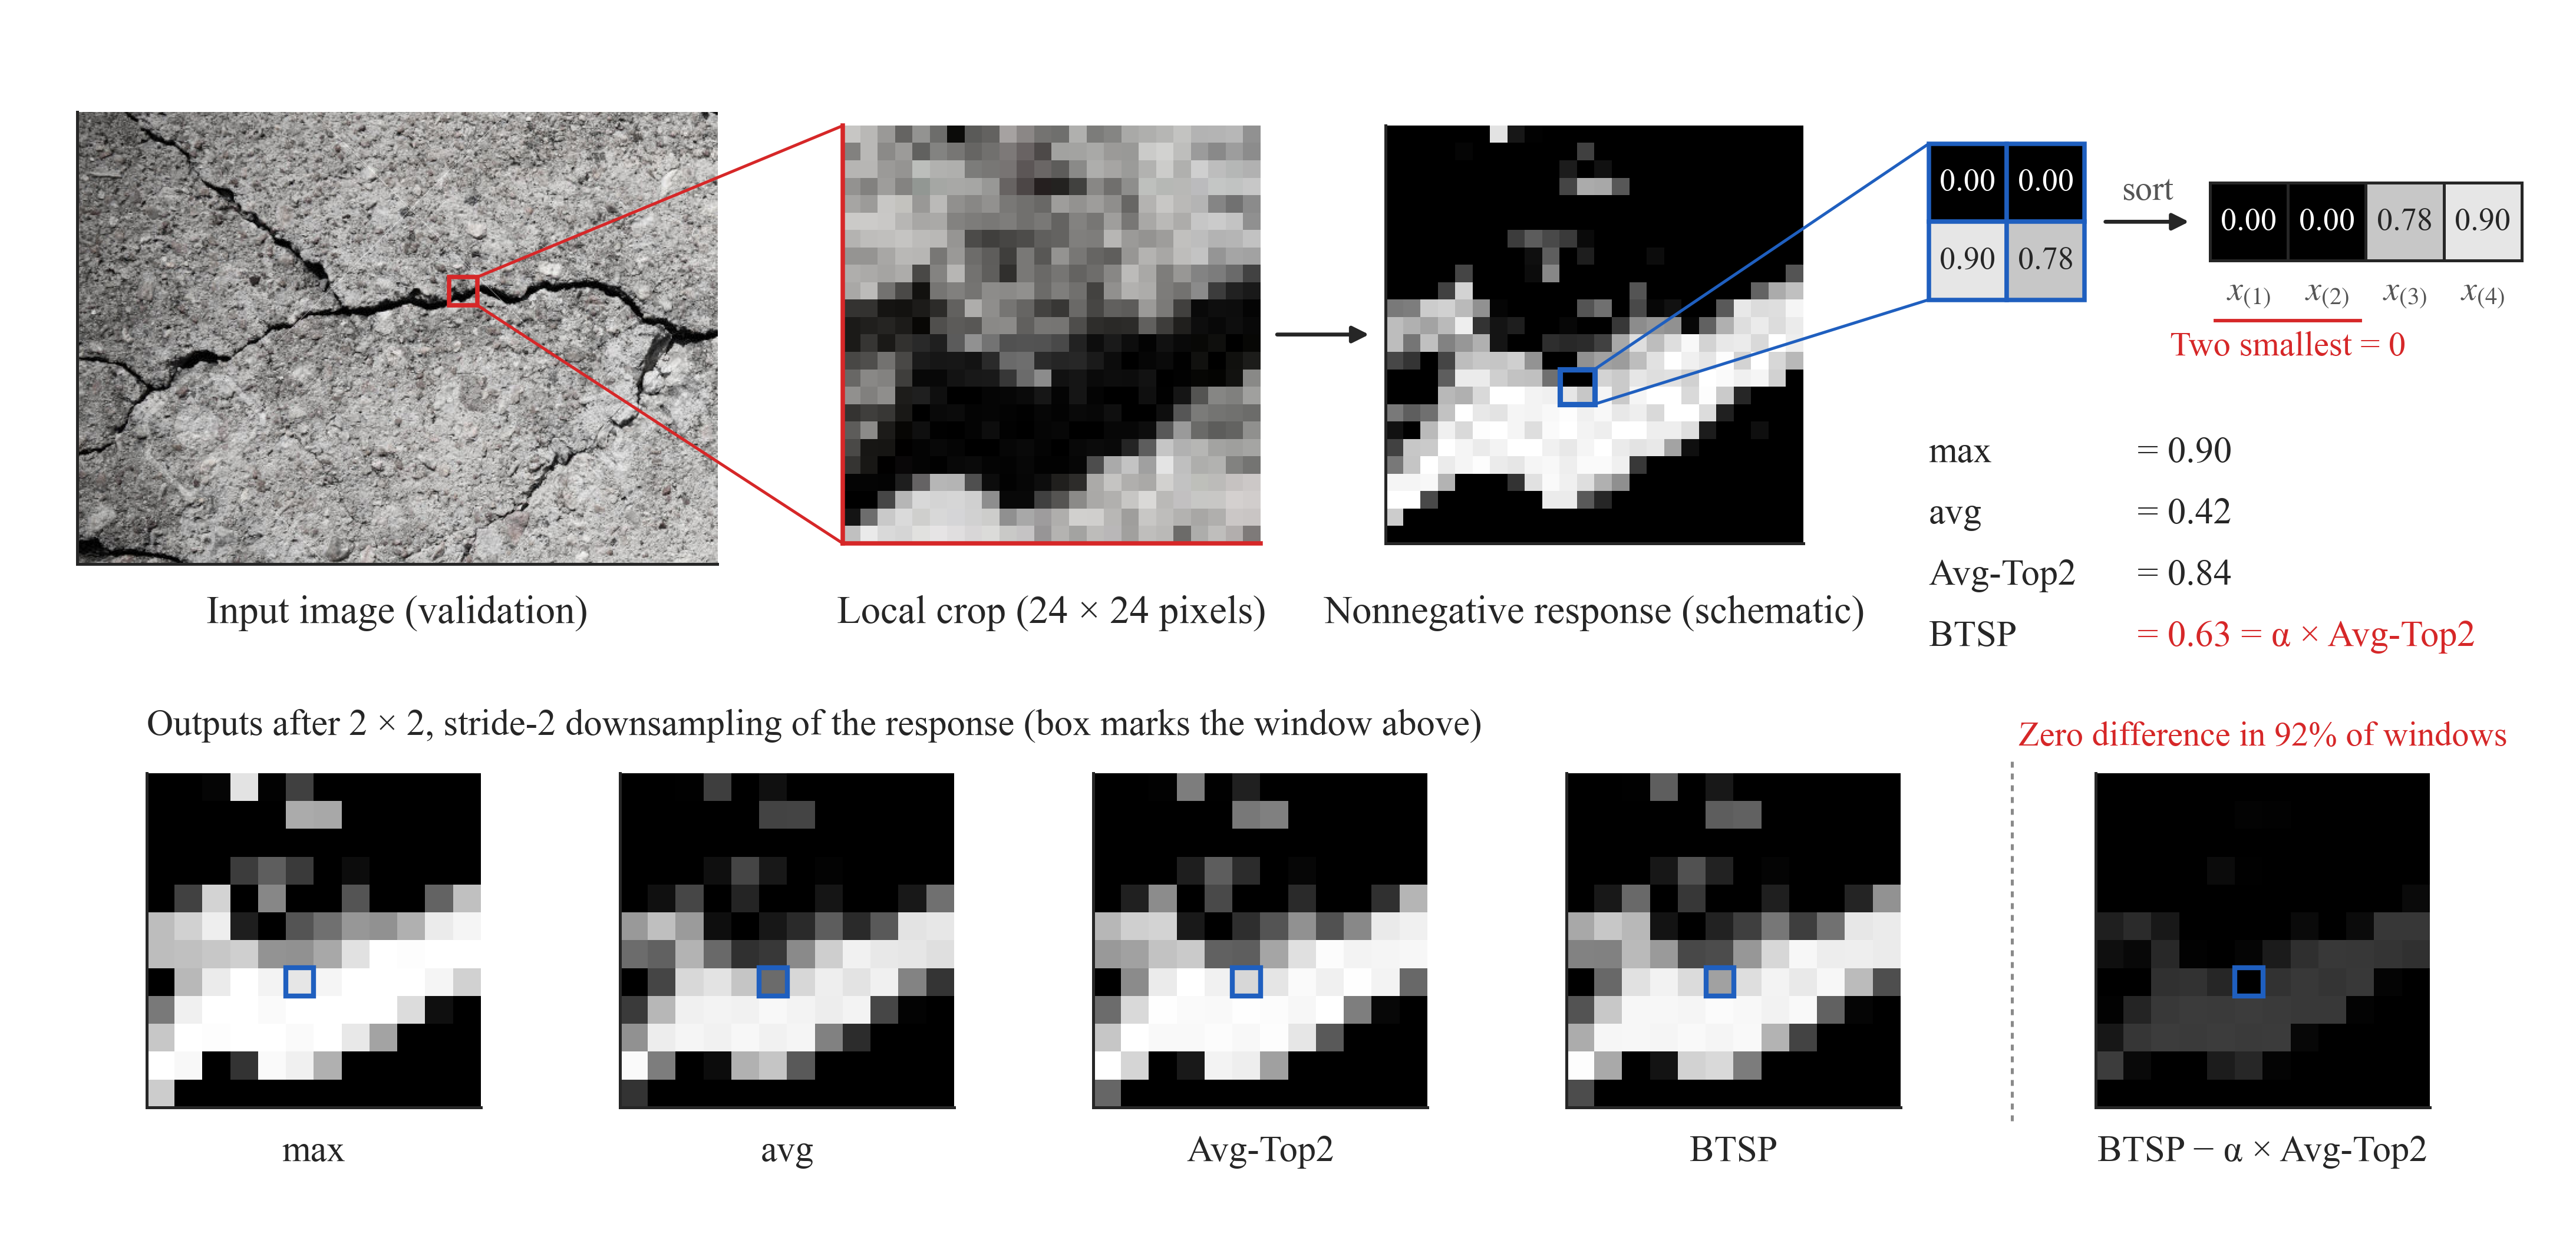 0.00 0.00
0.90 0.78
sort
0.00 0.00 0.78 0.90
x(1) x(2) x(3) x(4)
Two smallest = 0
max = 0.90
avg = 0.42
Avg-Top2 = 0.84
BTSP = 0.63 = α × Avg-Top2
Input image (validation)
Local crop (24 × 24 pixels)
Nonnegative response (schematic)
Outputs after 2 × 2, stride-2 downsampling of the response (box marks the window above)
Zero difference in 92% of windows
max
avg
Avg-Top2
BTSP
BTSP − α × Avg-Top2